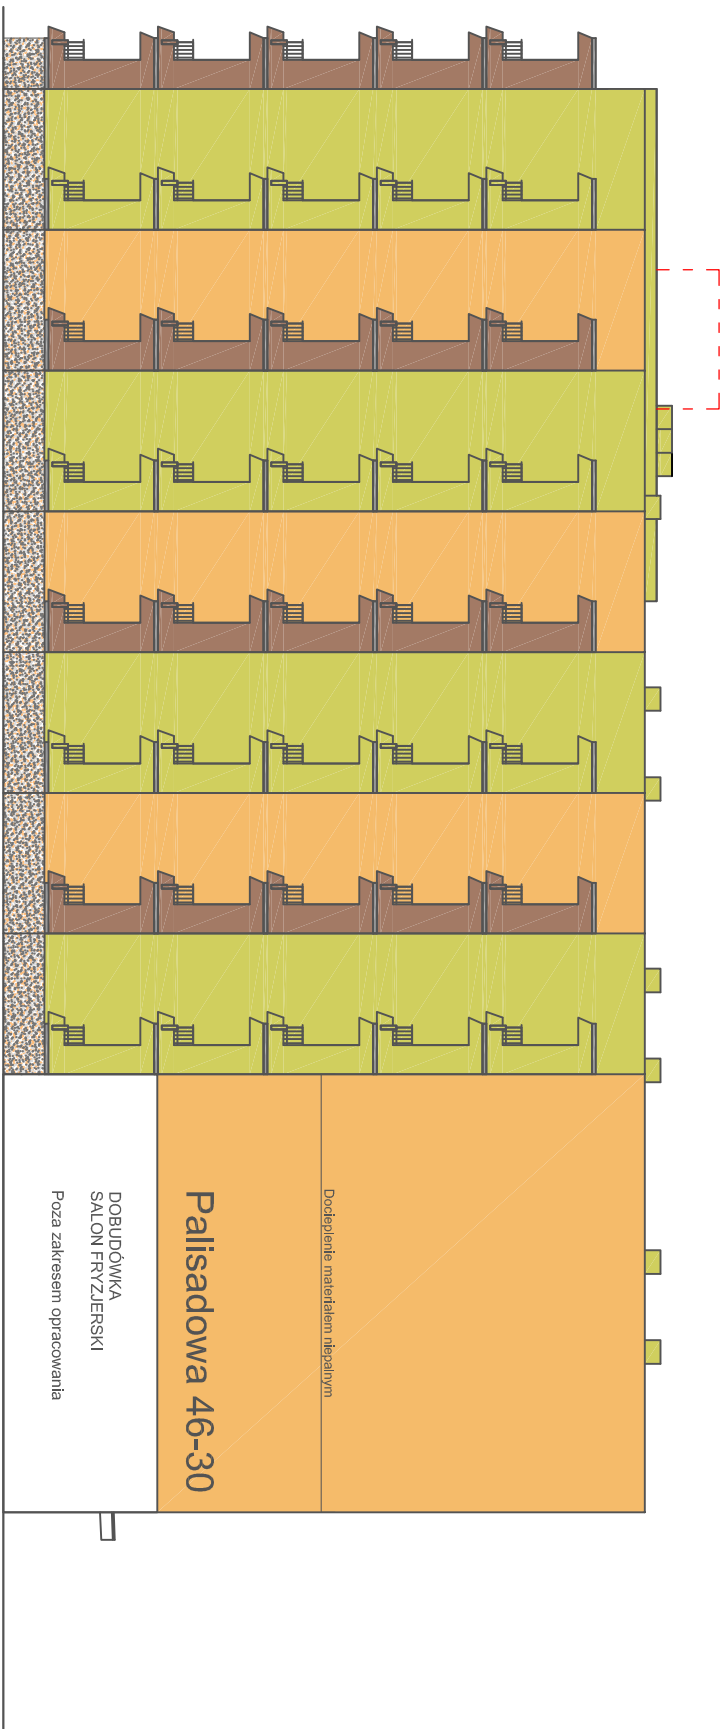 Docieplenie materiałem niepalnym
Palisadowa 46-30
DOBUDÓWKA
SALON FRYZJERSKI
Poza zakresem opracowania